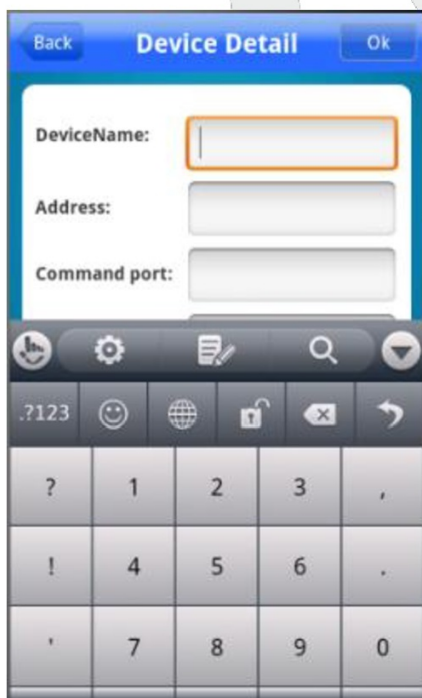 Back Device Detail Ok
DeviceName:
Address:
Command port:
.?123
? 1 2 3 ,
! 4 5 6 .
' 7 8 9 0